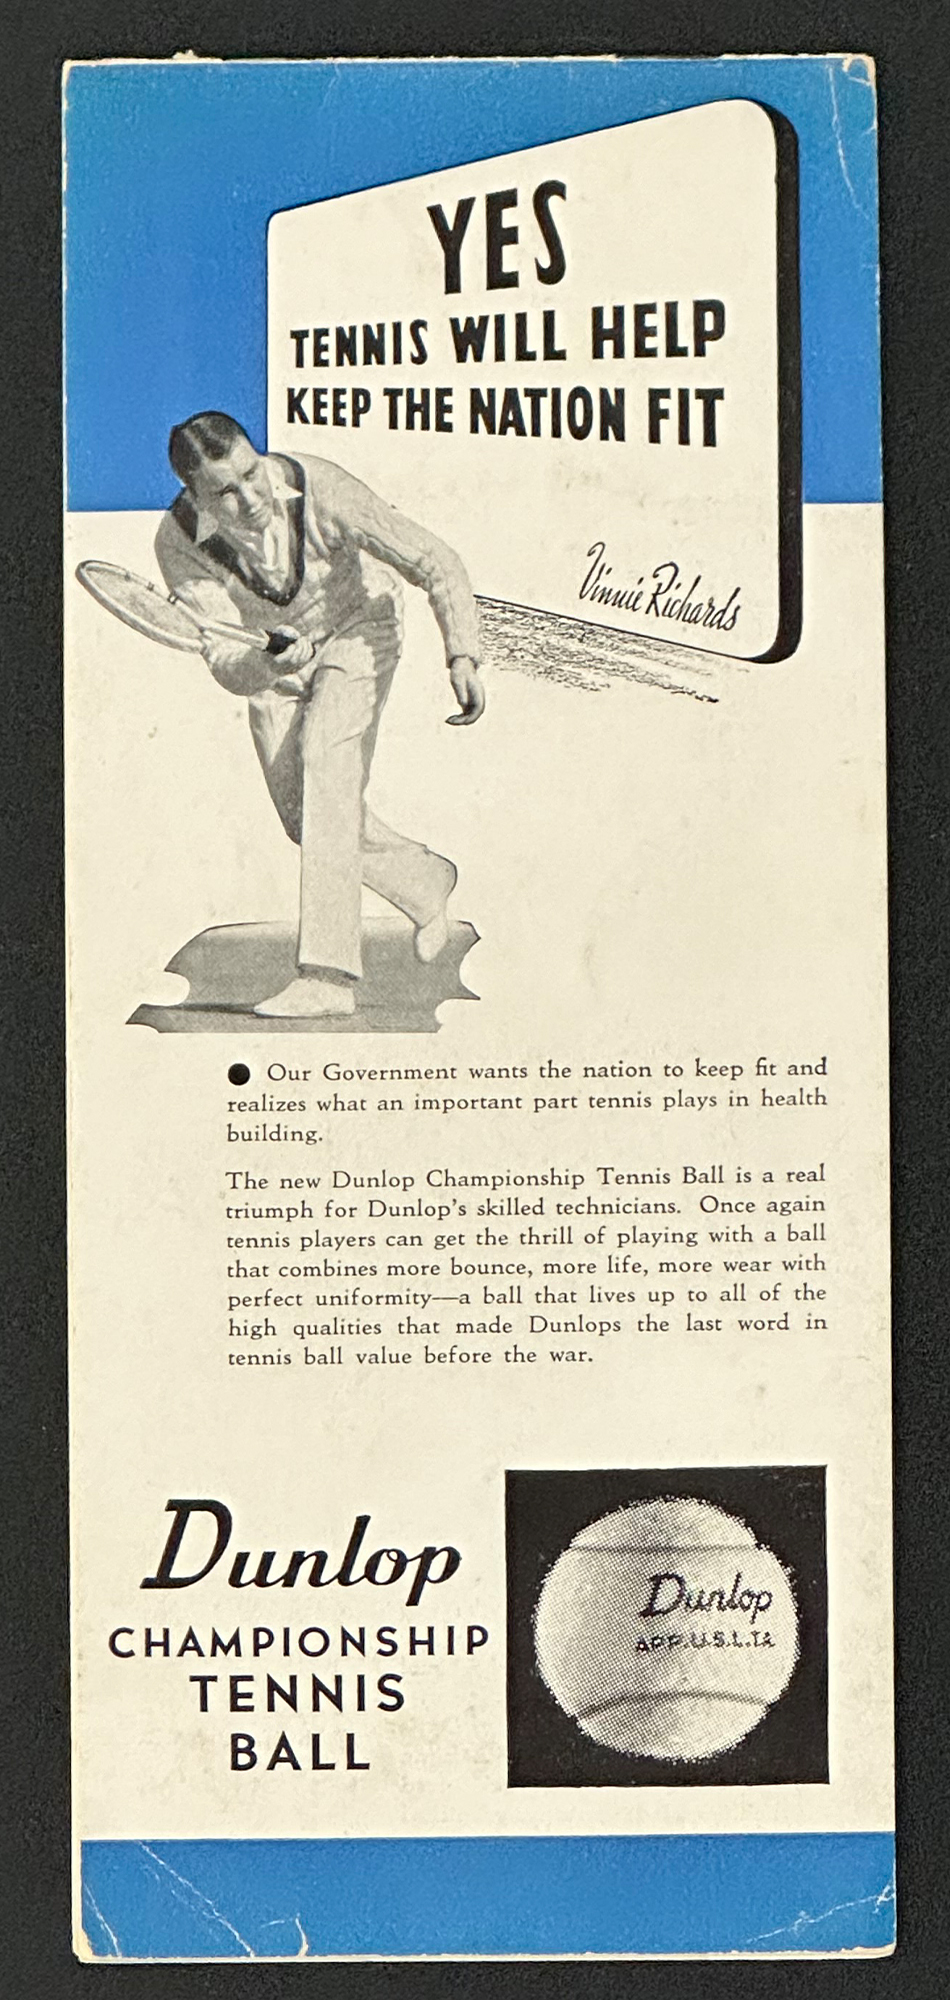 YES
TENNIS WILL HELP
KEEP THE NATION FIT
Vinnie Richards
● Our Government wants the nation to keep fit and
realizes what an important part tennis plays in health
building.
The new Dunlop Championship Tennis Ball is a real
triumph for Dunlop's skilled technicians. Once again
tennis players can get the thrill of playing with a ball
that combines more bounce, more life, more wear with
perfect uniformity—a ball that lives up to all of the
high qualities that made Dunlops the last word in
tennis ball value before the war.
Dunlop
CHAMPIONSHIP
TENNIS
BALL
Dunlop
APP.U.S.L.T.A